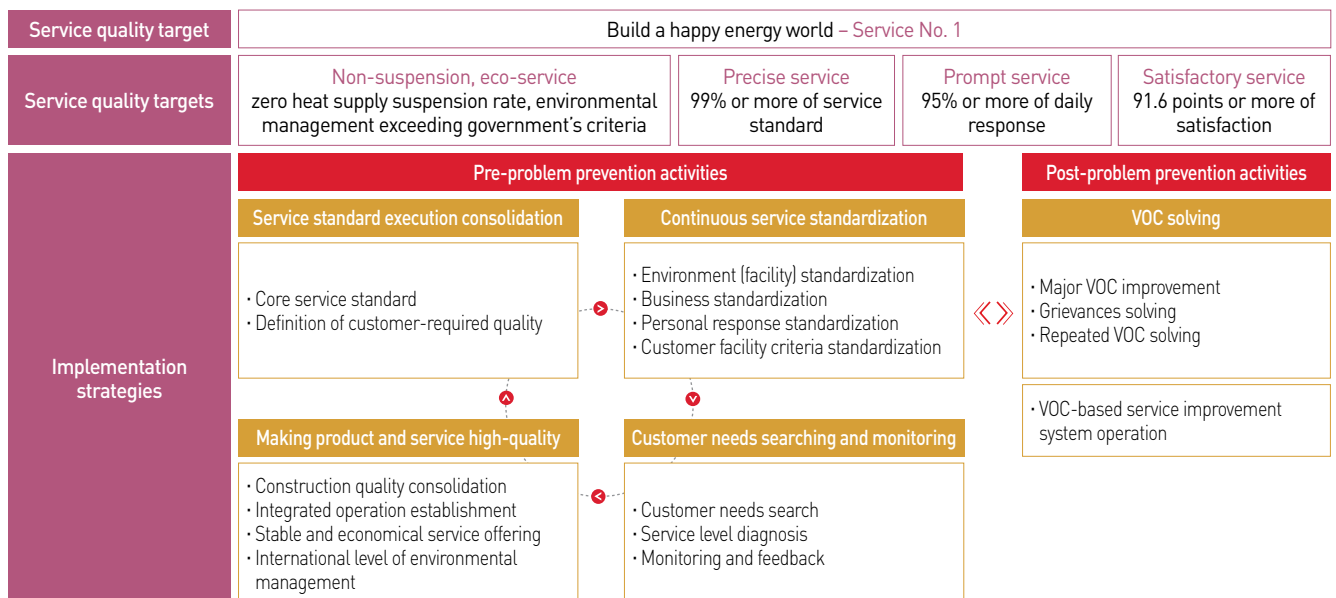 Service quality target
Build a happy energy world – Service No. 1
Service quality targets
Non-suspension, eco-service
zero heat supply suspension rate, environmental
management exceeding government's criteria
Precise service
99% or more of service
standard
Prompt service
95% or more of daily
response
Satisfactory service
91.6 points or more of
satisfaction
Implementation
strategies
Pre-problem prevention activities
Service standard execution consolidation
· Core service standard
· Definition of customer-required quality
Continuous service standardization
· Environment (facility) standardization
· Business standardization
· Personal response standardization
· Customer facility criteria standardization
Making product and service high-quality
· Construction quality consolidation
· Integrated operation establishment
· Stable and economical service offering
· International level of environmental
management
Customer needs searching and monitoring
· Customer needs search
· Service level diagnosis
· Monitoring and feedback
Post-problem prevention activities
VOC solving
· Major VOC improvement
· Grievances solving
· Repeated VOC solving
· VOC-based service improvement
system operation